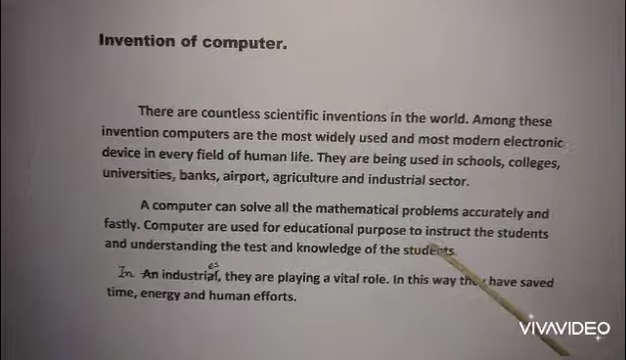 Invention of computer.
There are countless scientific inventions in the world. Among these
invention computers are the most widely used and most modern electronic
device in every field of human life. They are being used in schools, colleges,
universities, banks, airport, agriculture and industrial sector.
A computer can solve all the mathematical problems accurately and
fastly. Computer are used for educational purpose to instruct the students
and understanding the test and knowledge of the students.
In An industrial es, they are playing a vital role. In this way they have saved
time, energy and human efforts.
VIVAVIDEO